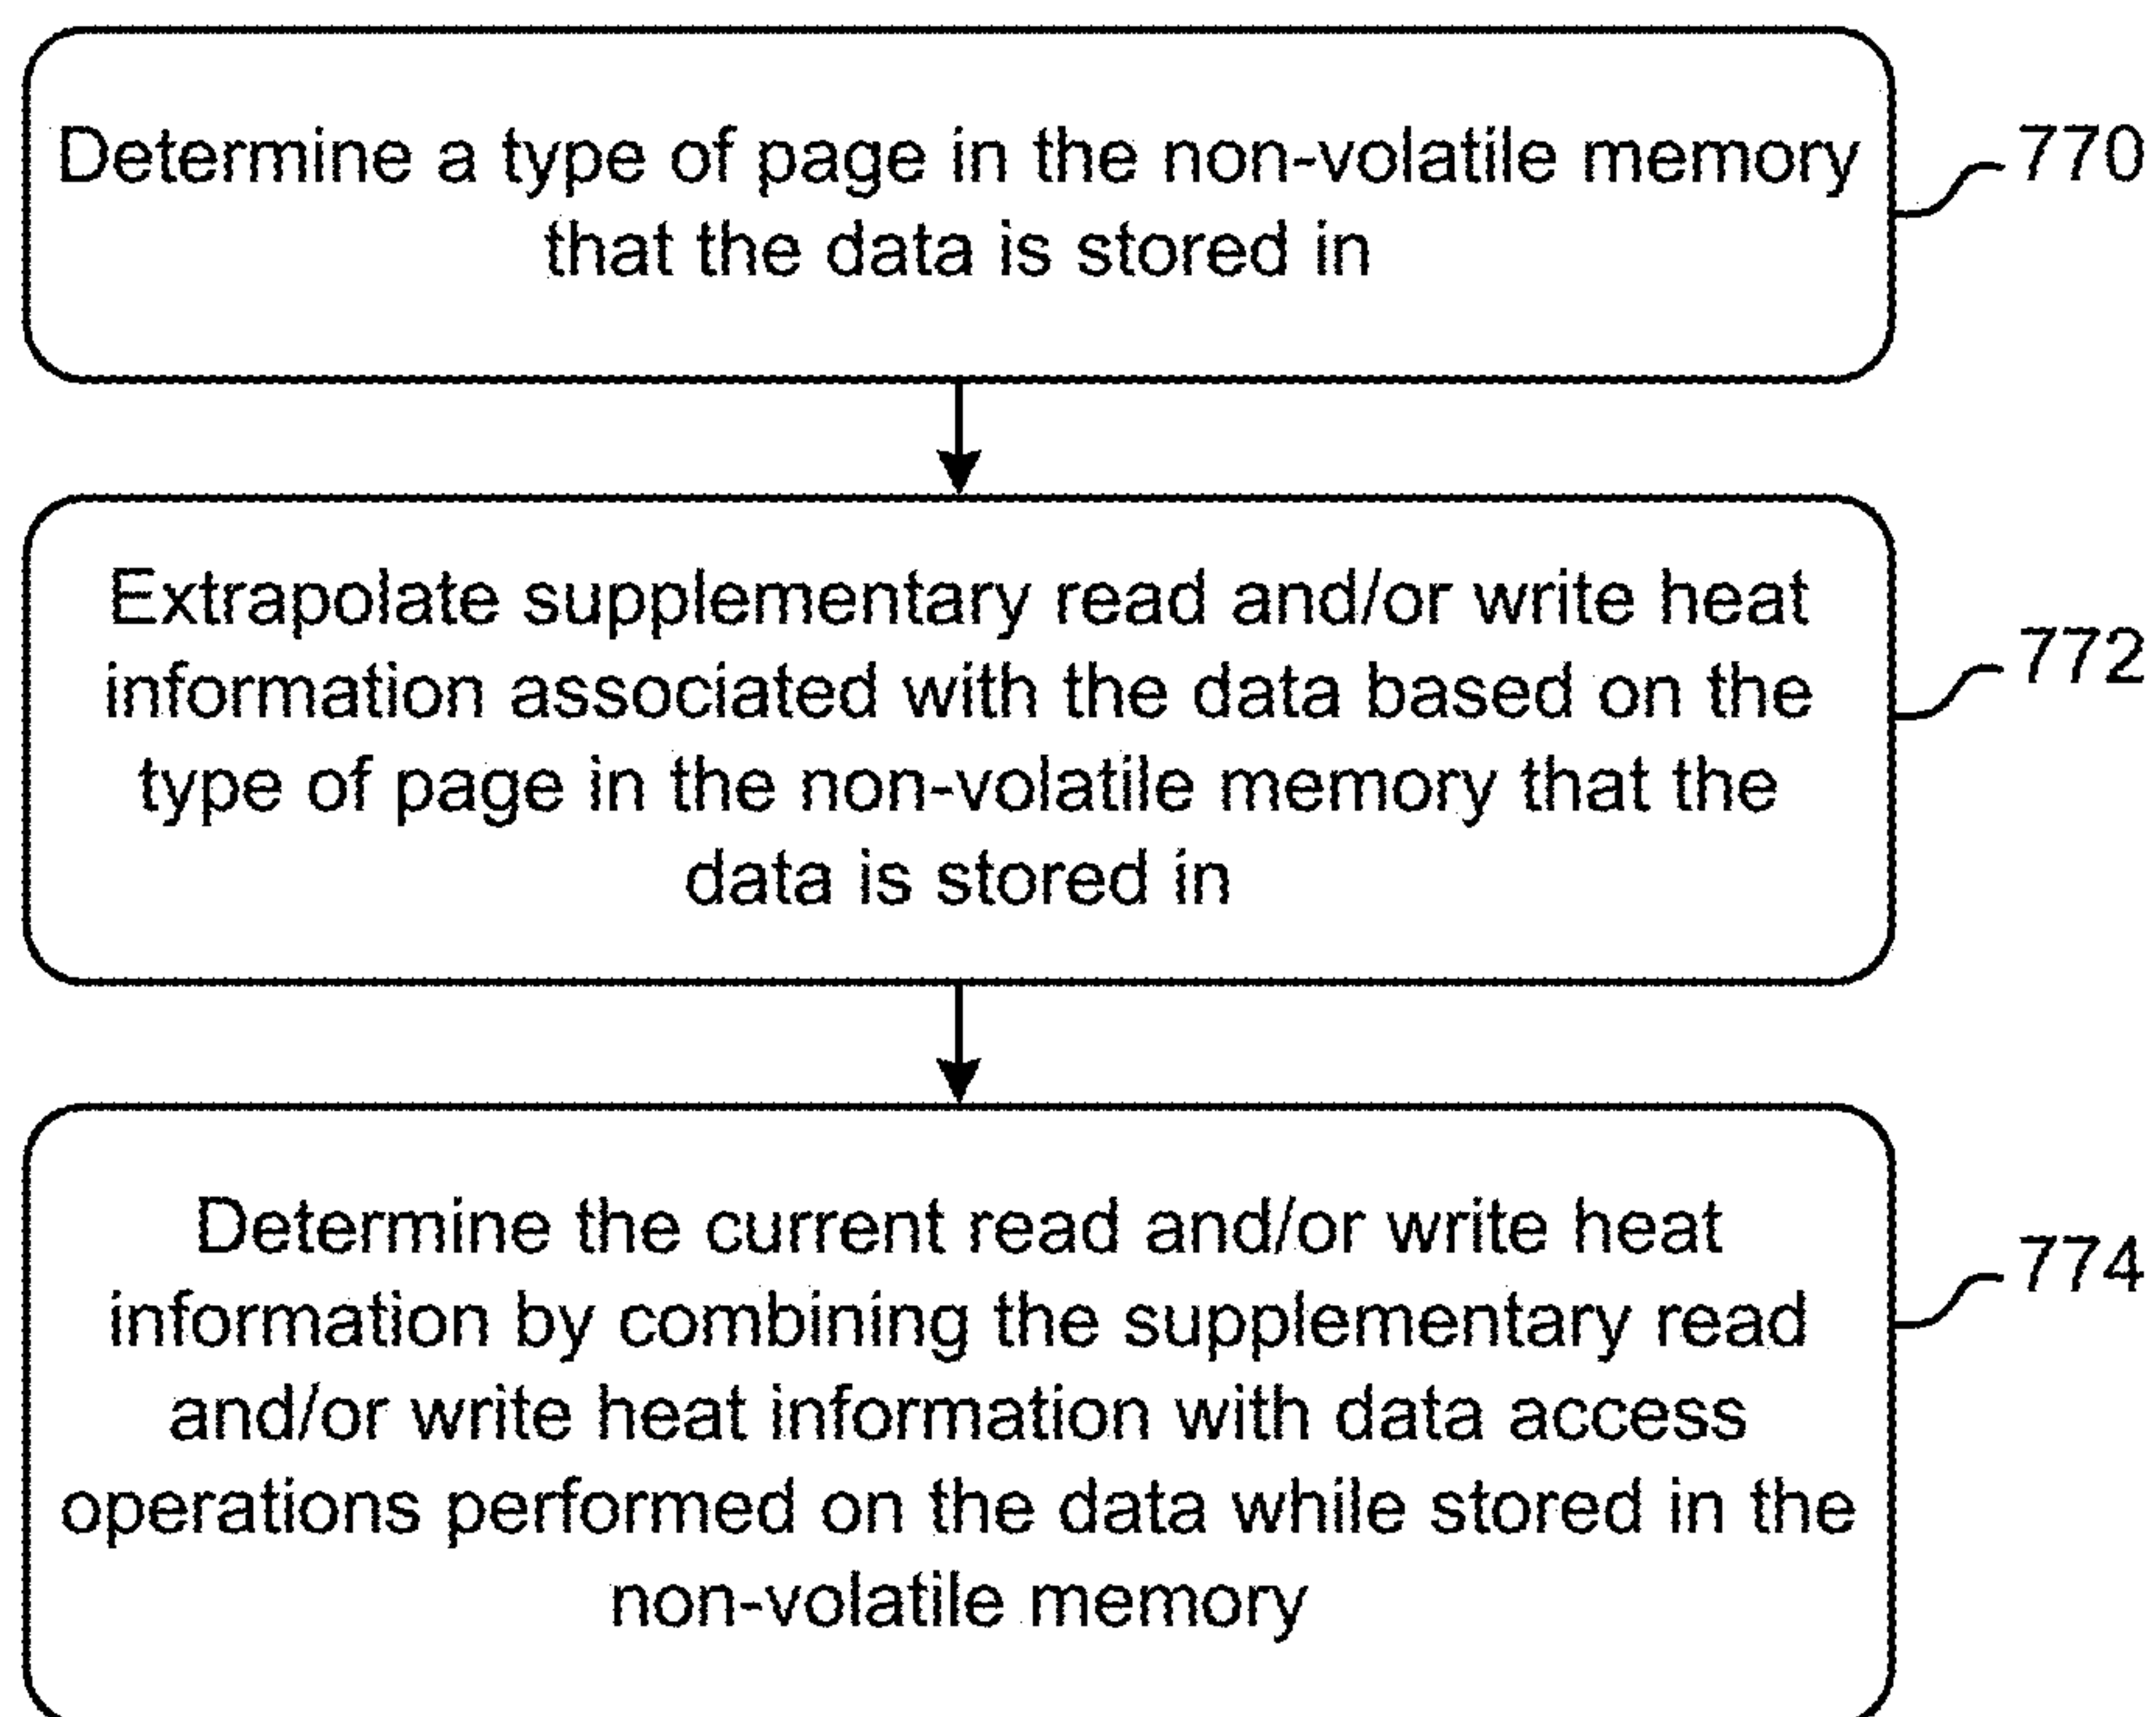 Determine a type of page in the non-volatile memory
that the data is stored in
770
Extrapolate supplementary read and/or write heat
information associated with the data based on the
type of page in the non-volatile memory that the
data is stored in
772
Determine the current read and/or write heat
information by combining the supplementary read
and/or write heat information with data access
operations performed on the data while stored in the
non-volatile memory
774